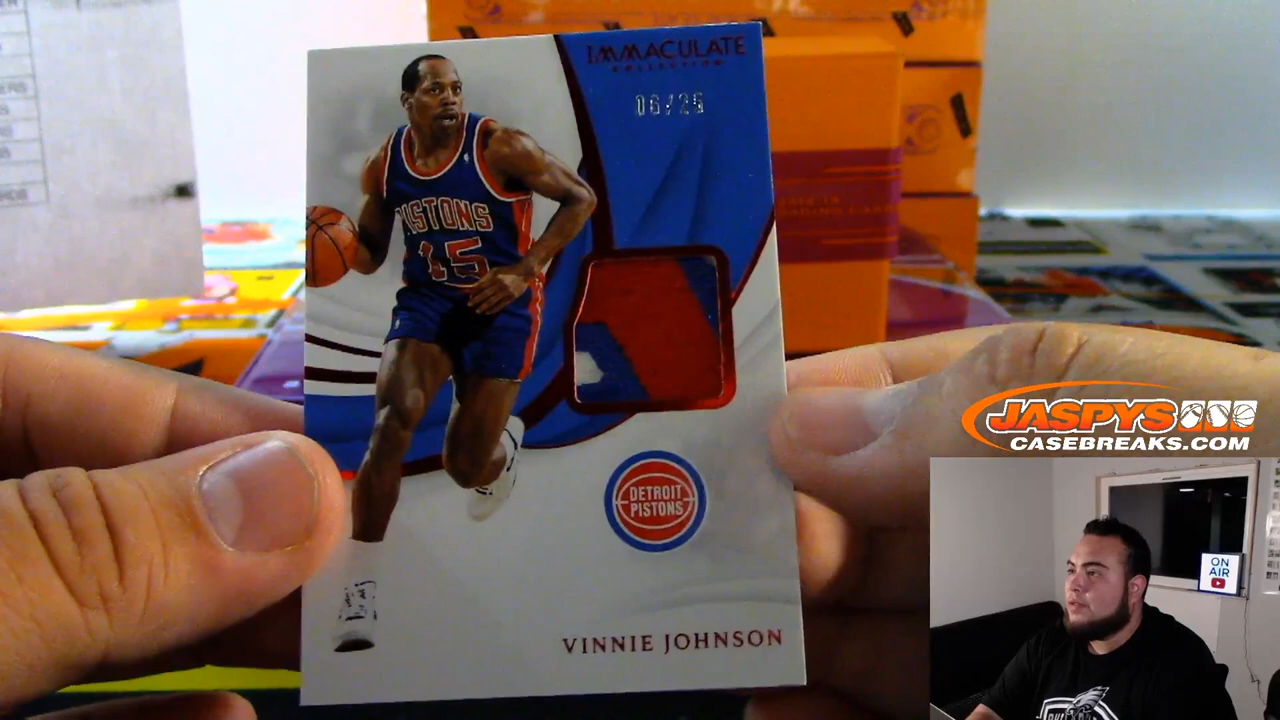 IMMACULATE
COLLECTION
06/25
PISTONS
15
DETROIT
PISTONS
VINNIE JOHNSON
JASPYS
CASEBREAKS.COM
ON
AIR